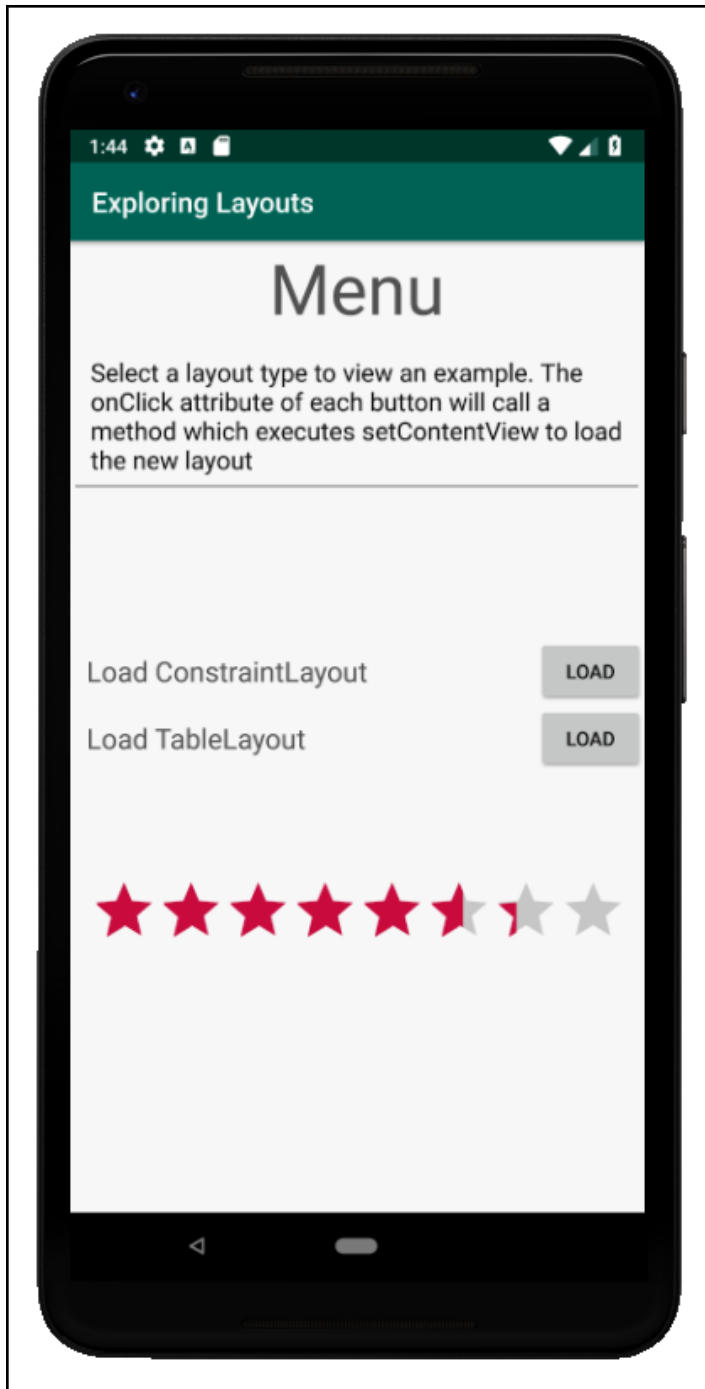 1:44
Exploring Layouts
Menu
Select a layout type to view an example. The
onClick attribute of each button will call a
method which executes setContentView to load
the new layout
Load ConstraintLayout
LOAD
Load TableLayout
LOAD